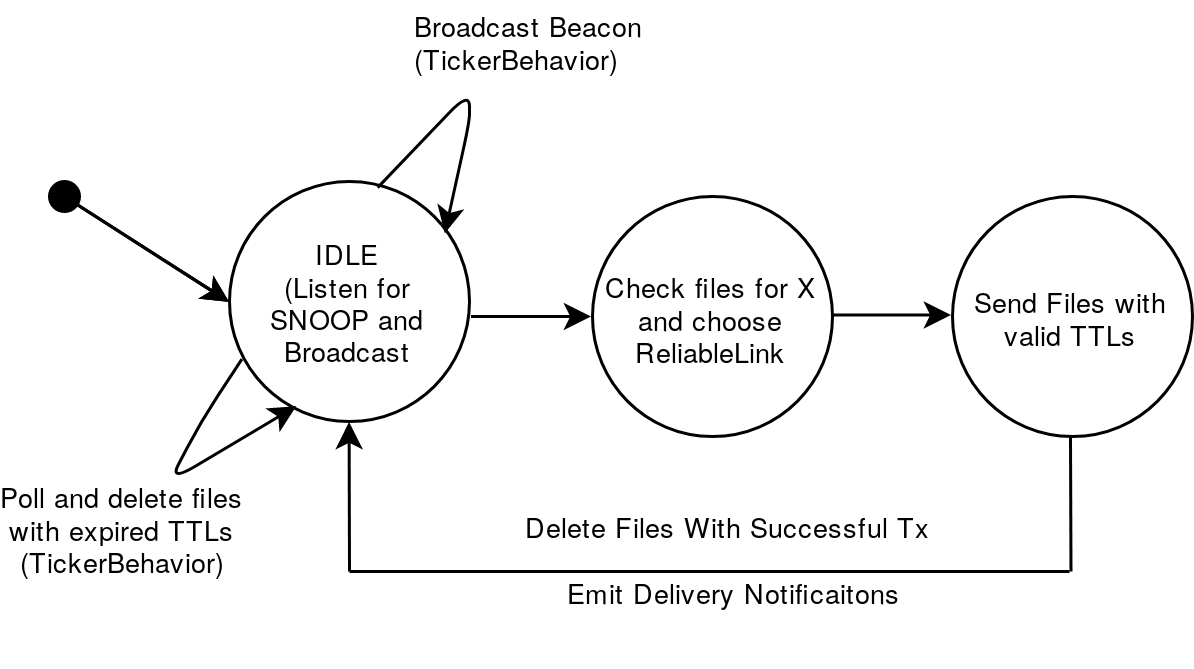 Broadcast Beacon
(TickerBehavior)
IDLE
(Listen for
SNOOP and
Broadcast
Check files for X
and choose
ReliableLink
Send Files with
valid TTLs
Poll and delete files
with expired TTLs
(TickerBehavior)
Delete Files With Successful Tx
Emit Delivery Notificaitons